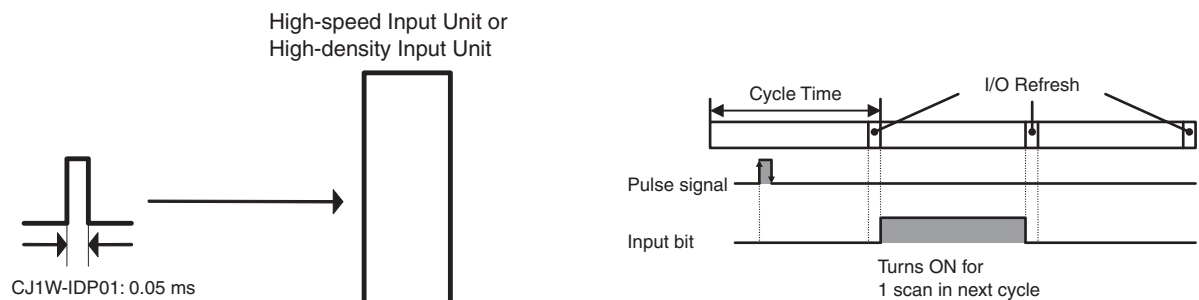 High-speed Input Unit or
High-density Input Unit
CJ1W-IDP01: 0.05 ms
I/O Refresh
Cycle Time
Pulse signal
Input bit
Turns ON for
1 scan in next cycle